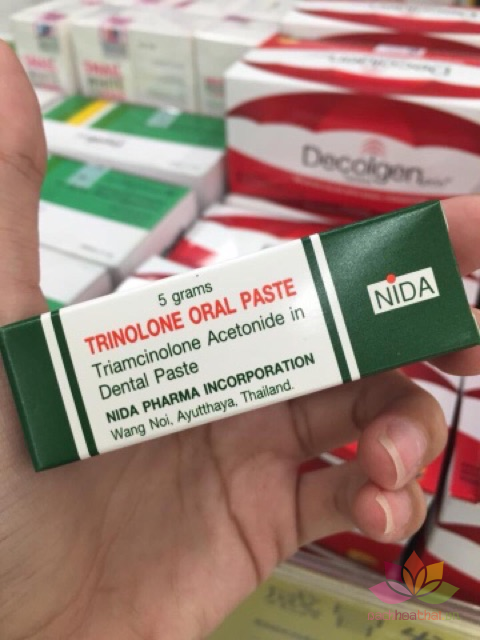 5 grams
TRINOLONE ORAL PASTE
Triamcinolone Acetonide in
Dental Paste
NIDA PHARMA INCORPORATION
Wang Noi, Ayutthaya, Thailand.
NIDA
Decolgen